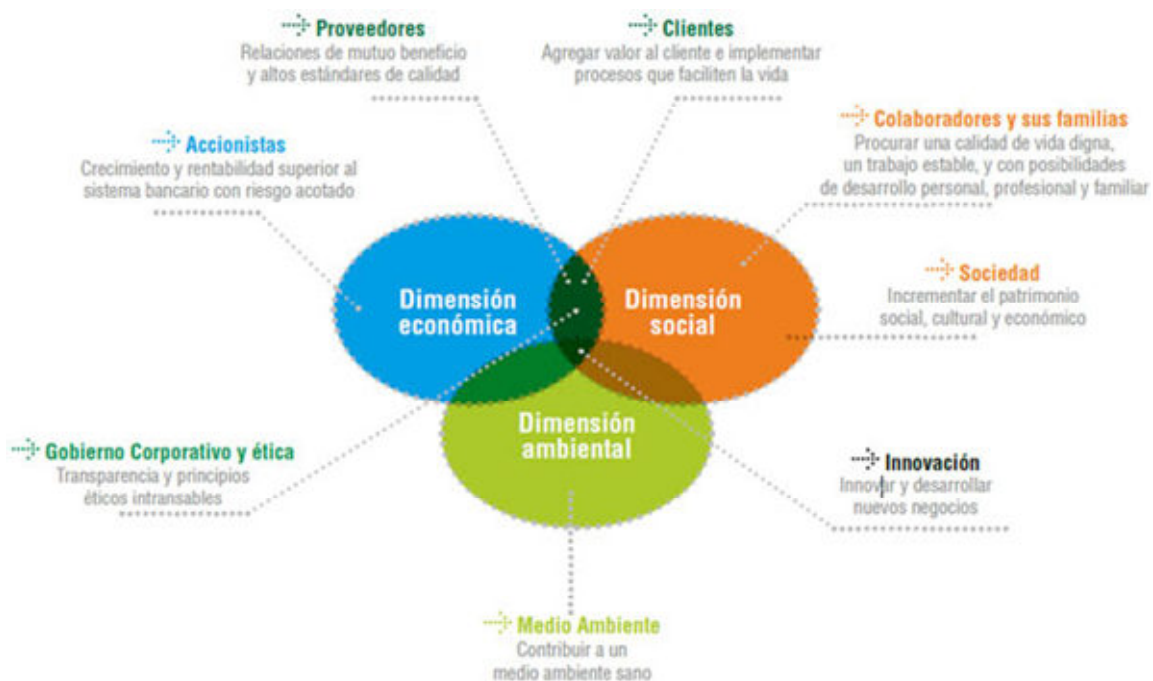 Proveedores
Relaciones de mutuo beneficio
y altos estándares de calidad
Clientes
Agregar valor al cliente e implementar
procesos que faciliten la vida
Accionistas
Crecimiento y rentabilidad superior al
sistema bancario con riesgo acotado
Colaboradores y sus familias
Procurar una calidad de vida digna,
un trabajo estable, y con posibilidades
de desarrollo personal, profesional y familiar
Dimensión
económica
Dimensión
social
Sociedad
Incrementar el patrimonio
social, cultural y económico
Dimensión
ambiental
Gobierno Corporativo y ética
Transparencia y principios
éticos intransables
Innovación
Innovar y desarrollar
nuevos negocios
Medio Ambiente
Contribuir a un
medio ambiente sano